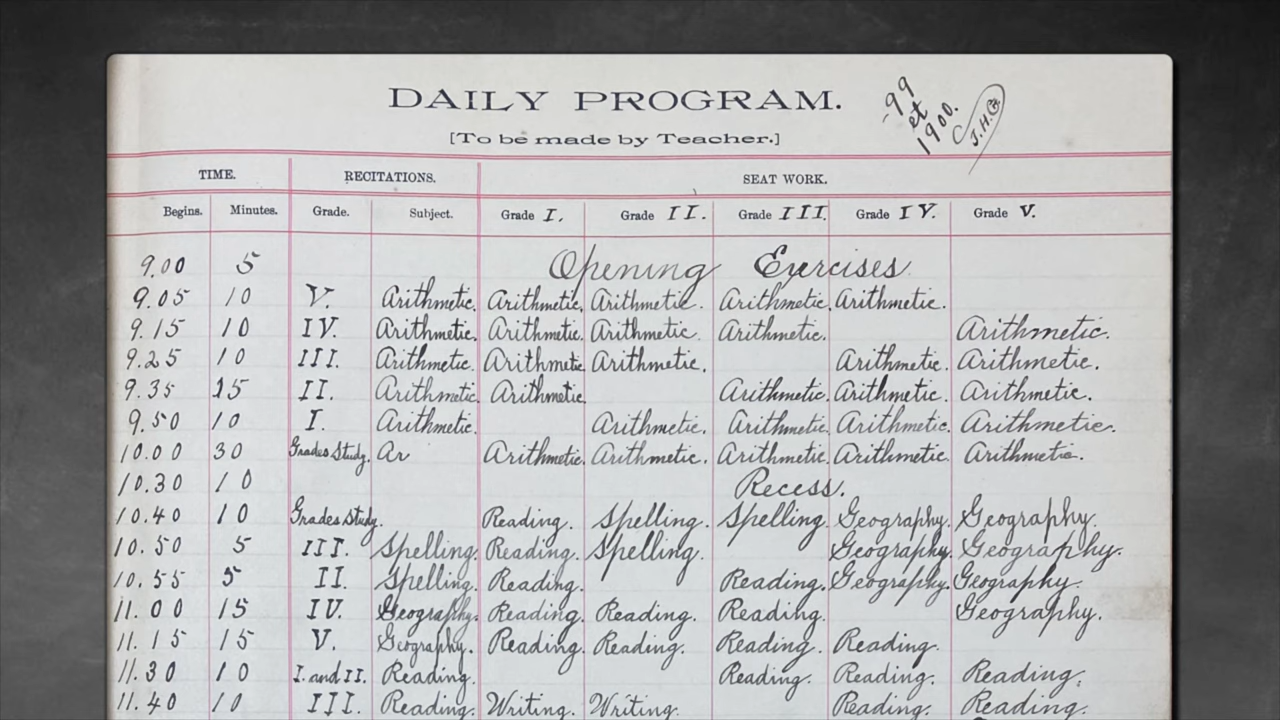 DAILY PROGRAM.
-99
et
1900.
J.H.G.
[To be made by Teacher.]
TIME. RECITATIONS. SEAT WORK.
Begins. Minutes. Grade. Subject. Grade I. Grade II. Grade III. Grade IV. Grade V.
9.00 5 Opening Exercises
9.05 10 V. Arithmetic. Arithmetic. Arithmetic. Arithmetic. Arithmetic.
9.15 10 IV. Arithmetic. Arithmetic. Arithmetic. Arithmetic. Arithmetic.
9.25 10 III. Arithmetic. Arithmetic Arithmetic. Arithmetic. Arithmetic.
9.35 15 II. Arithmetic. Arithmetic. Arithmetic. Arithmetic. Arithmetic.
9.50 10 I. Arithmetic. Arithmetic. Arithmetic. Arithmetic. Arithmetic.
10.00 30 Grades Study. Ar Arithmetic. Arithmetic. Arithmetic. Arithmetic. Arithmetic.
10.30 10 Recess.
10.40 10 Grades Study. Reading. Spelling. Spelling. Geography. Geography.
10.50 5 III. Spelling. Reading. Spelling. Geography. Geography.
10.55 5 II. Spelling. Reading. Reading. Geography. Geography.
11.00 15 IV. Geography. Reading. Reading. Reading. Geography.
11.15 15 V. Geography. Reading. Reading. Reading. Reading.
11.30 10 I. and II. Reading. Reading. Reading. Reading.
11.40 10 III. Reading. Writing. Writing. Reading. Reading.